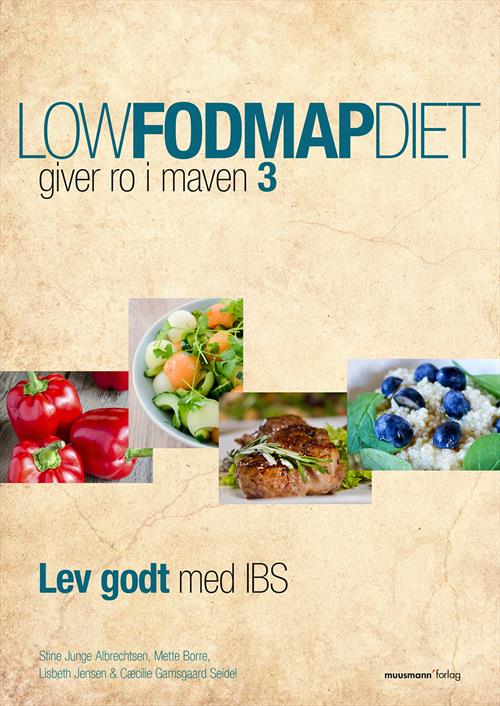 LOWFODMAPDIET
giver ro i maven 3
Lev godt med IBS
Stine Junge Albrechtsen, Mette Borre,
Lisbeth Jensen & Cæcilie Gamsgaard Seidel
muusmann'forlag